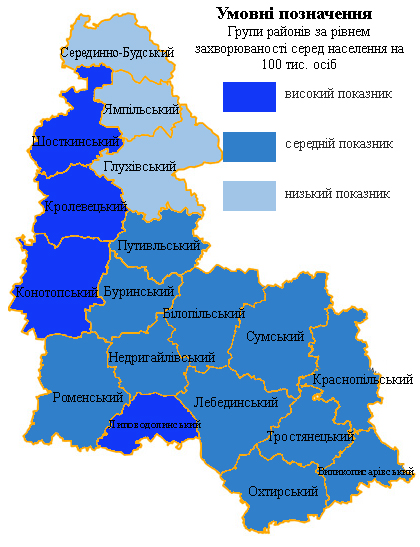 Умовні позначення
Групи районів за рівнем
захворюваності серед населення на
100 тис. осіб
високий показник
середній показник
низький показник
Серединно-Будський
Ямпільський
Шосткинський
Глухівський
Кролевецький
Путивльський
Конотопський
Буринський
Білопільський
Сумський
Недригайлівський
Краснопільський
Роменський
Лебединський
Липоводолинський
Тростянецький
Великописарівський
Охтирський